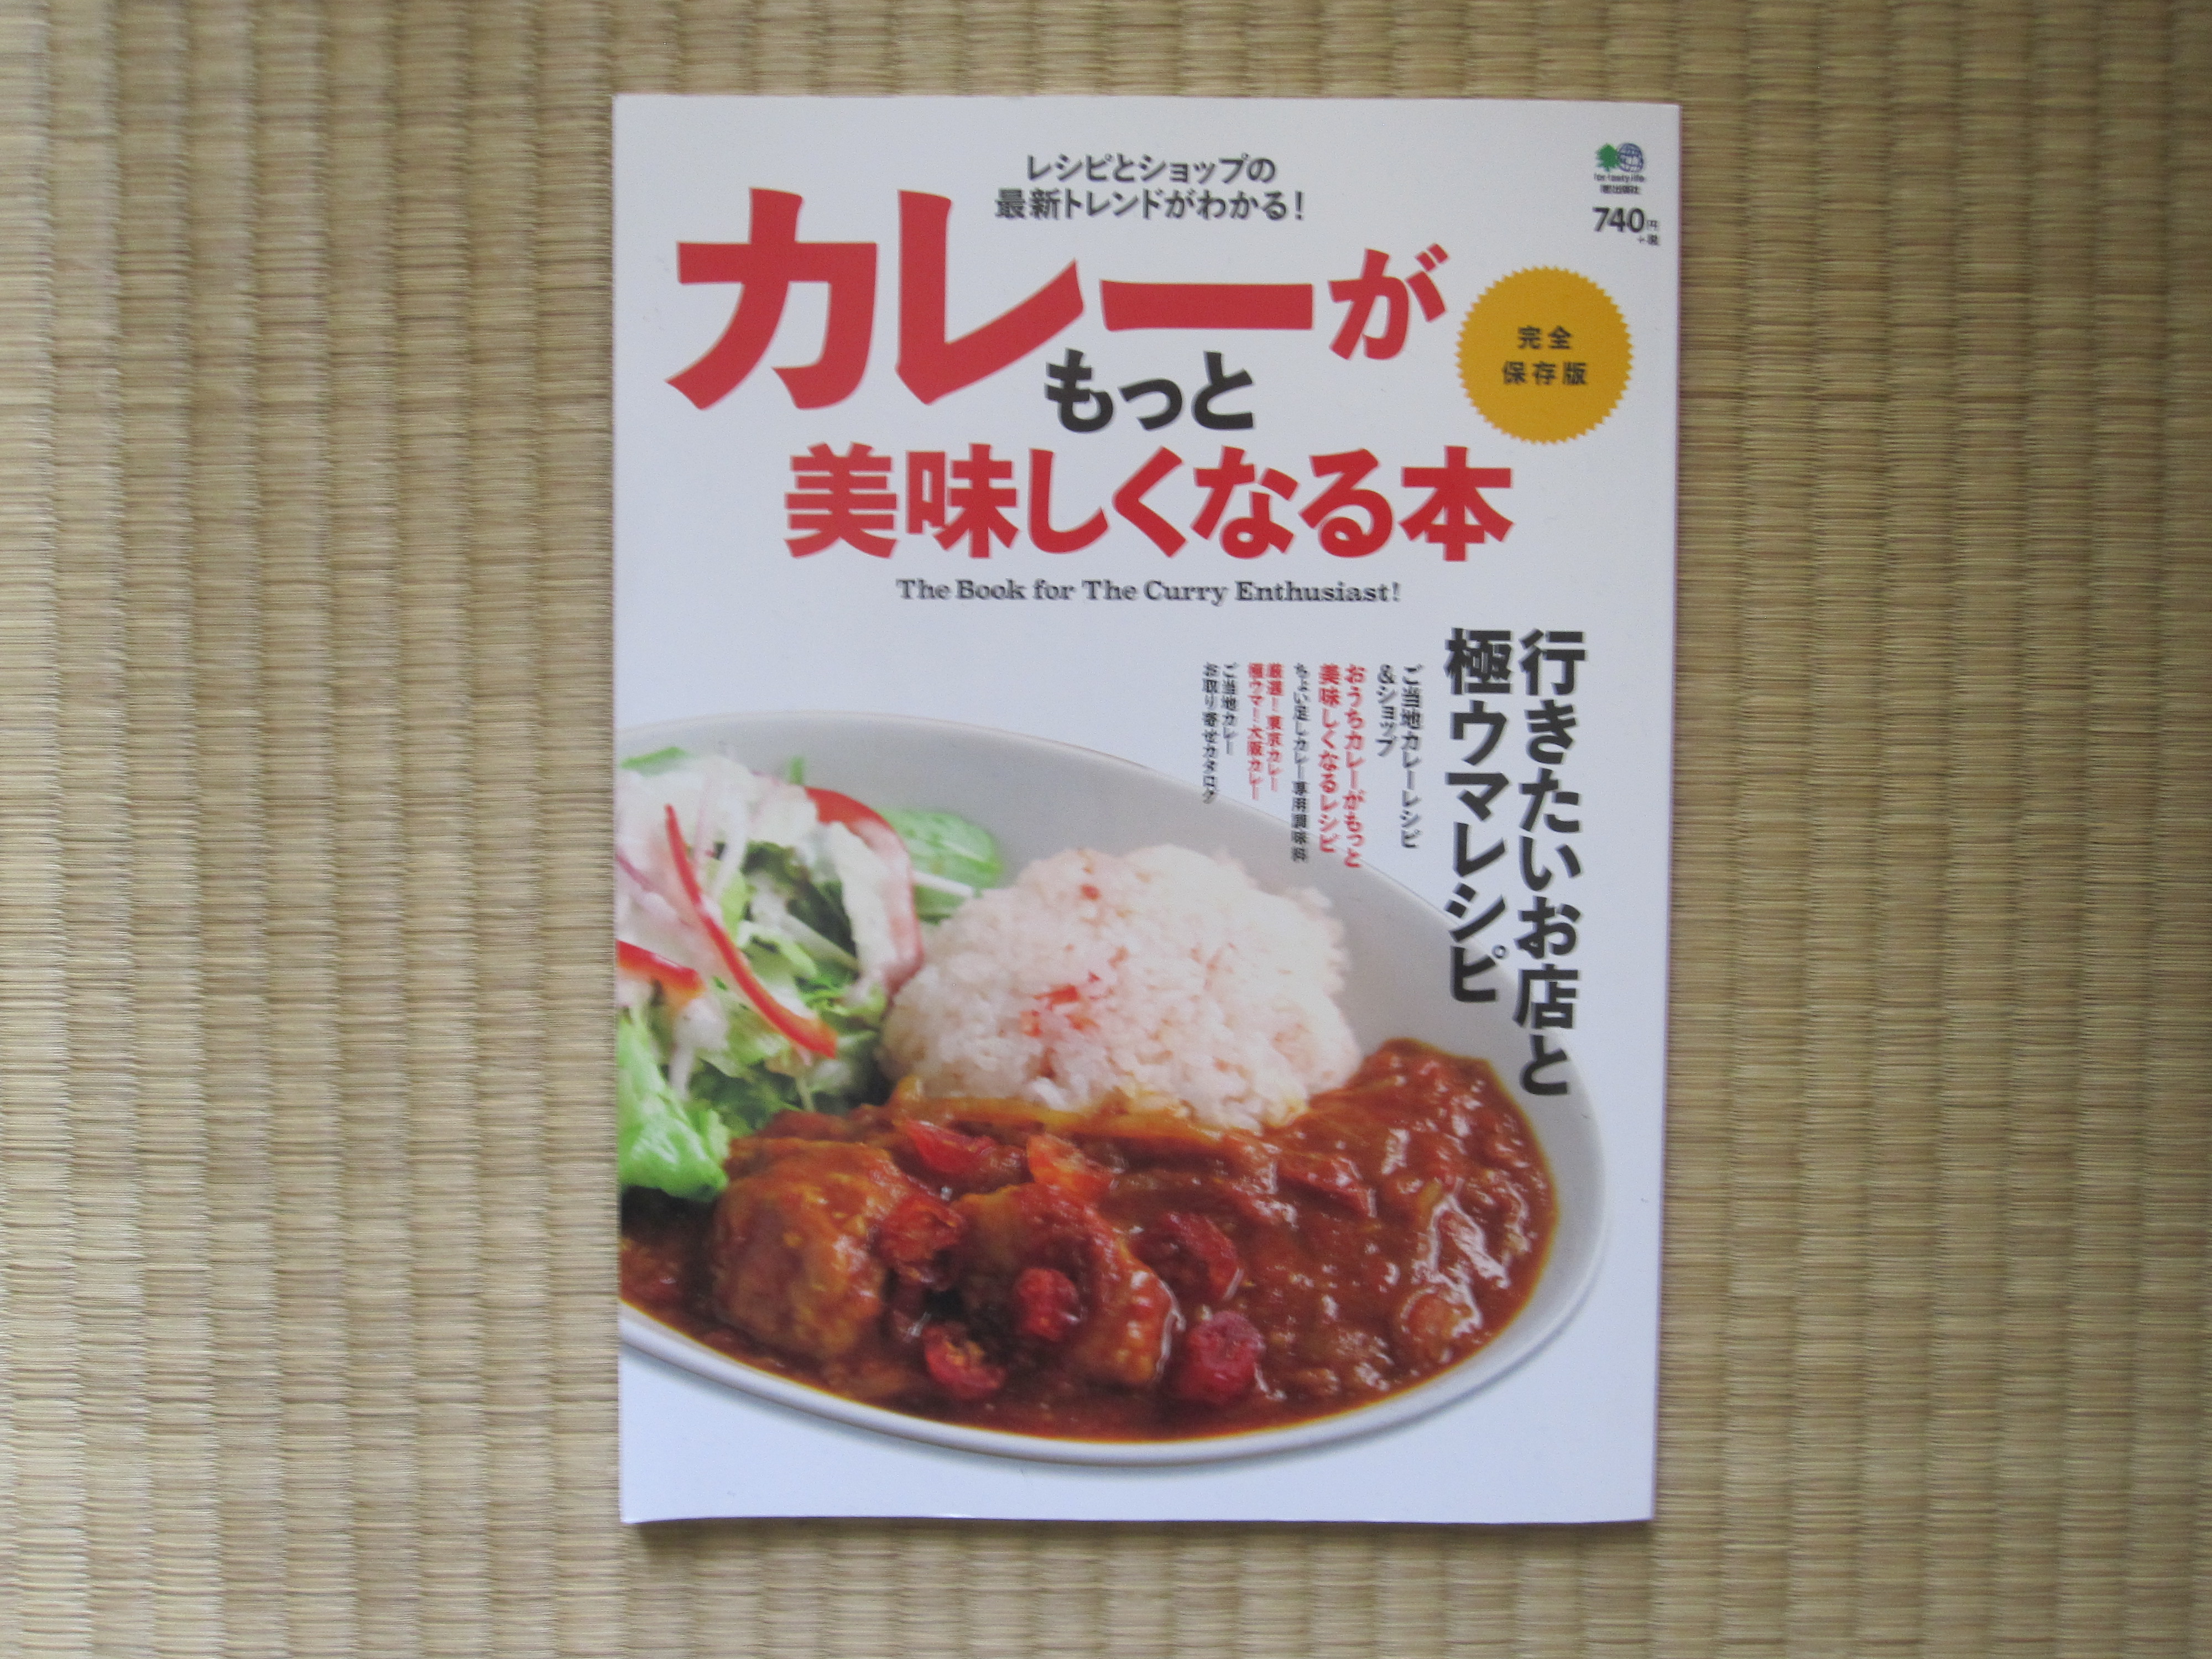 レシピとショップの
最新トレンドがわかる!
カレーが
もっと
美味しくなる本
The Book for The Curry Enthusiast!
for tasty life
枻出版社
740円
+税
完全
保存版
行きたいお店と
極ウマレシピ
ご当地カレーレシピ
&ショップ
おうちカレーがもっと
美味しくなるレシピ
ちょい足しカレー専用調味料
厳選!東京カレー
極ウマ!大阪カレー
ご当地カレー
お取り寄せカタログ